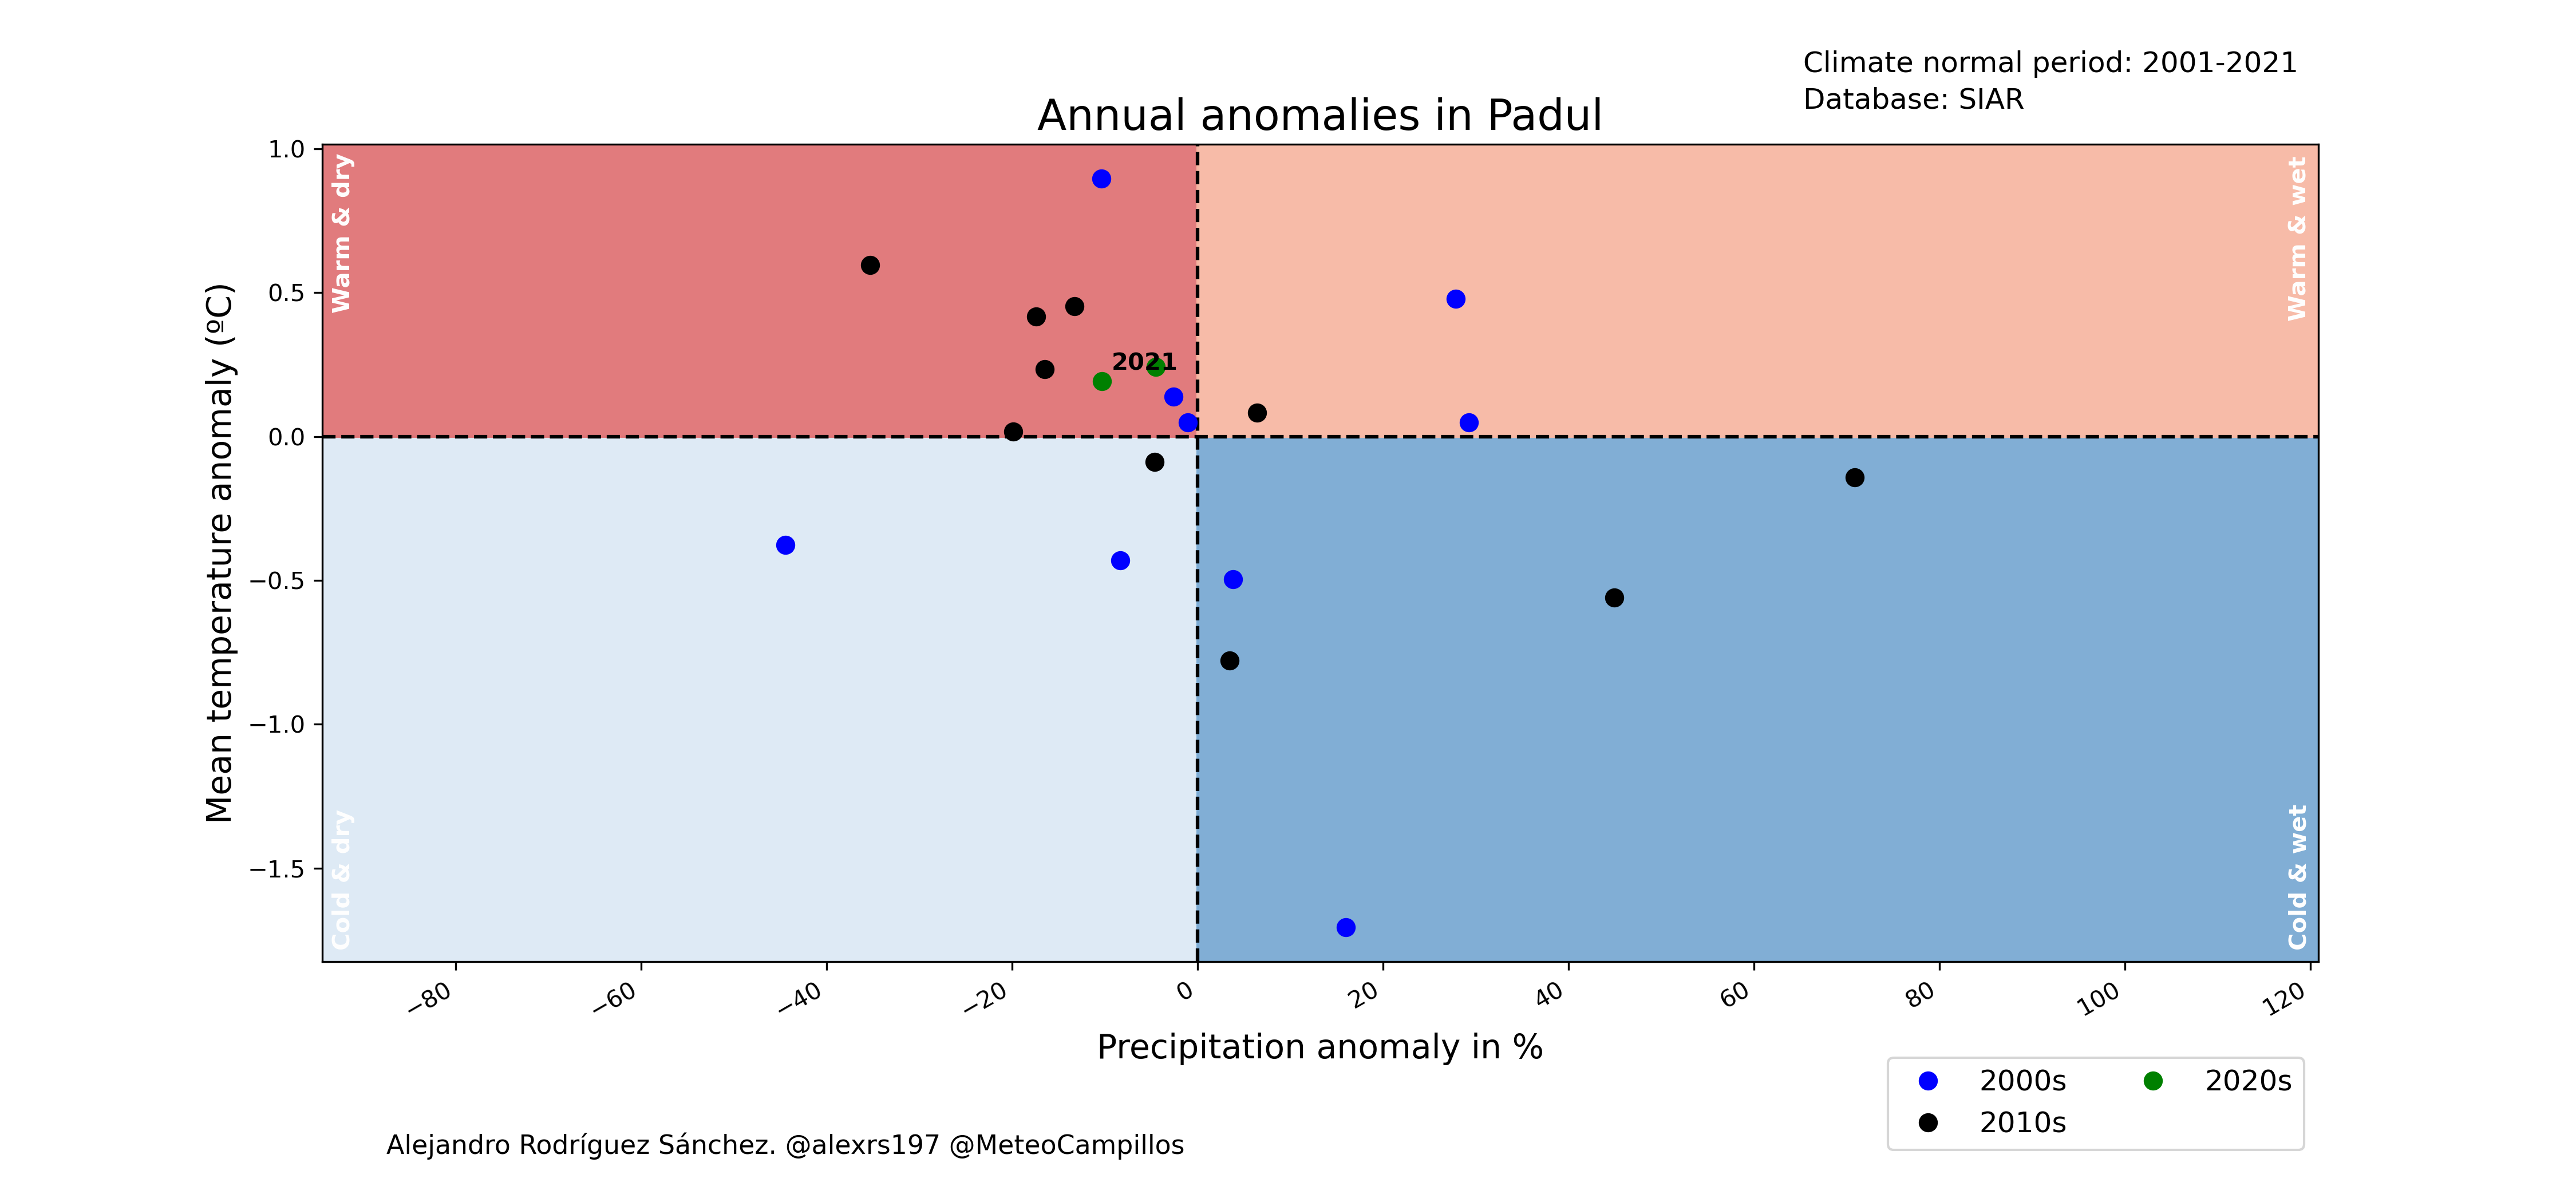 Climate normal period: 2001-2021
Database: SIAR
Annual anomalies in Padul
Mean temperature anomaly (ºC)
1.0
0.5
0.0
−0.5
−1.0
−1.5
Warm & dry
Warm & wet
2021
Cold & dry
Cold & wet
−80
−60
−40
−20
0
20
40
60
80
100
120
Precipitation anomaly in %
2000s
2010s
2020s
Alejandro Rodríguez Sánchez. @alexrs197 @MeteoCampillos